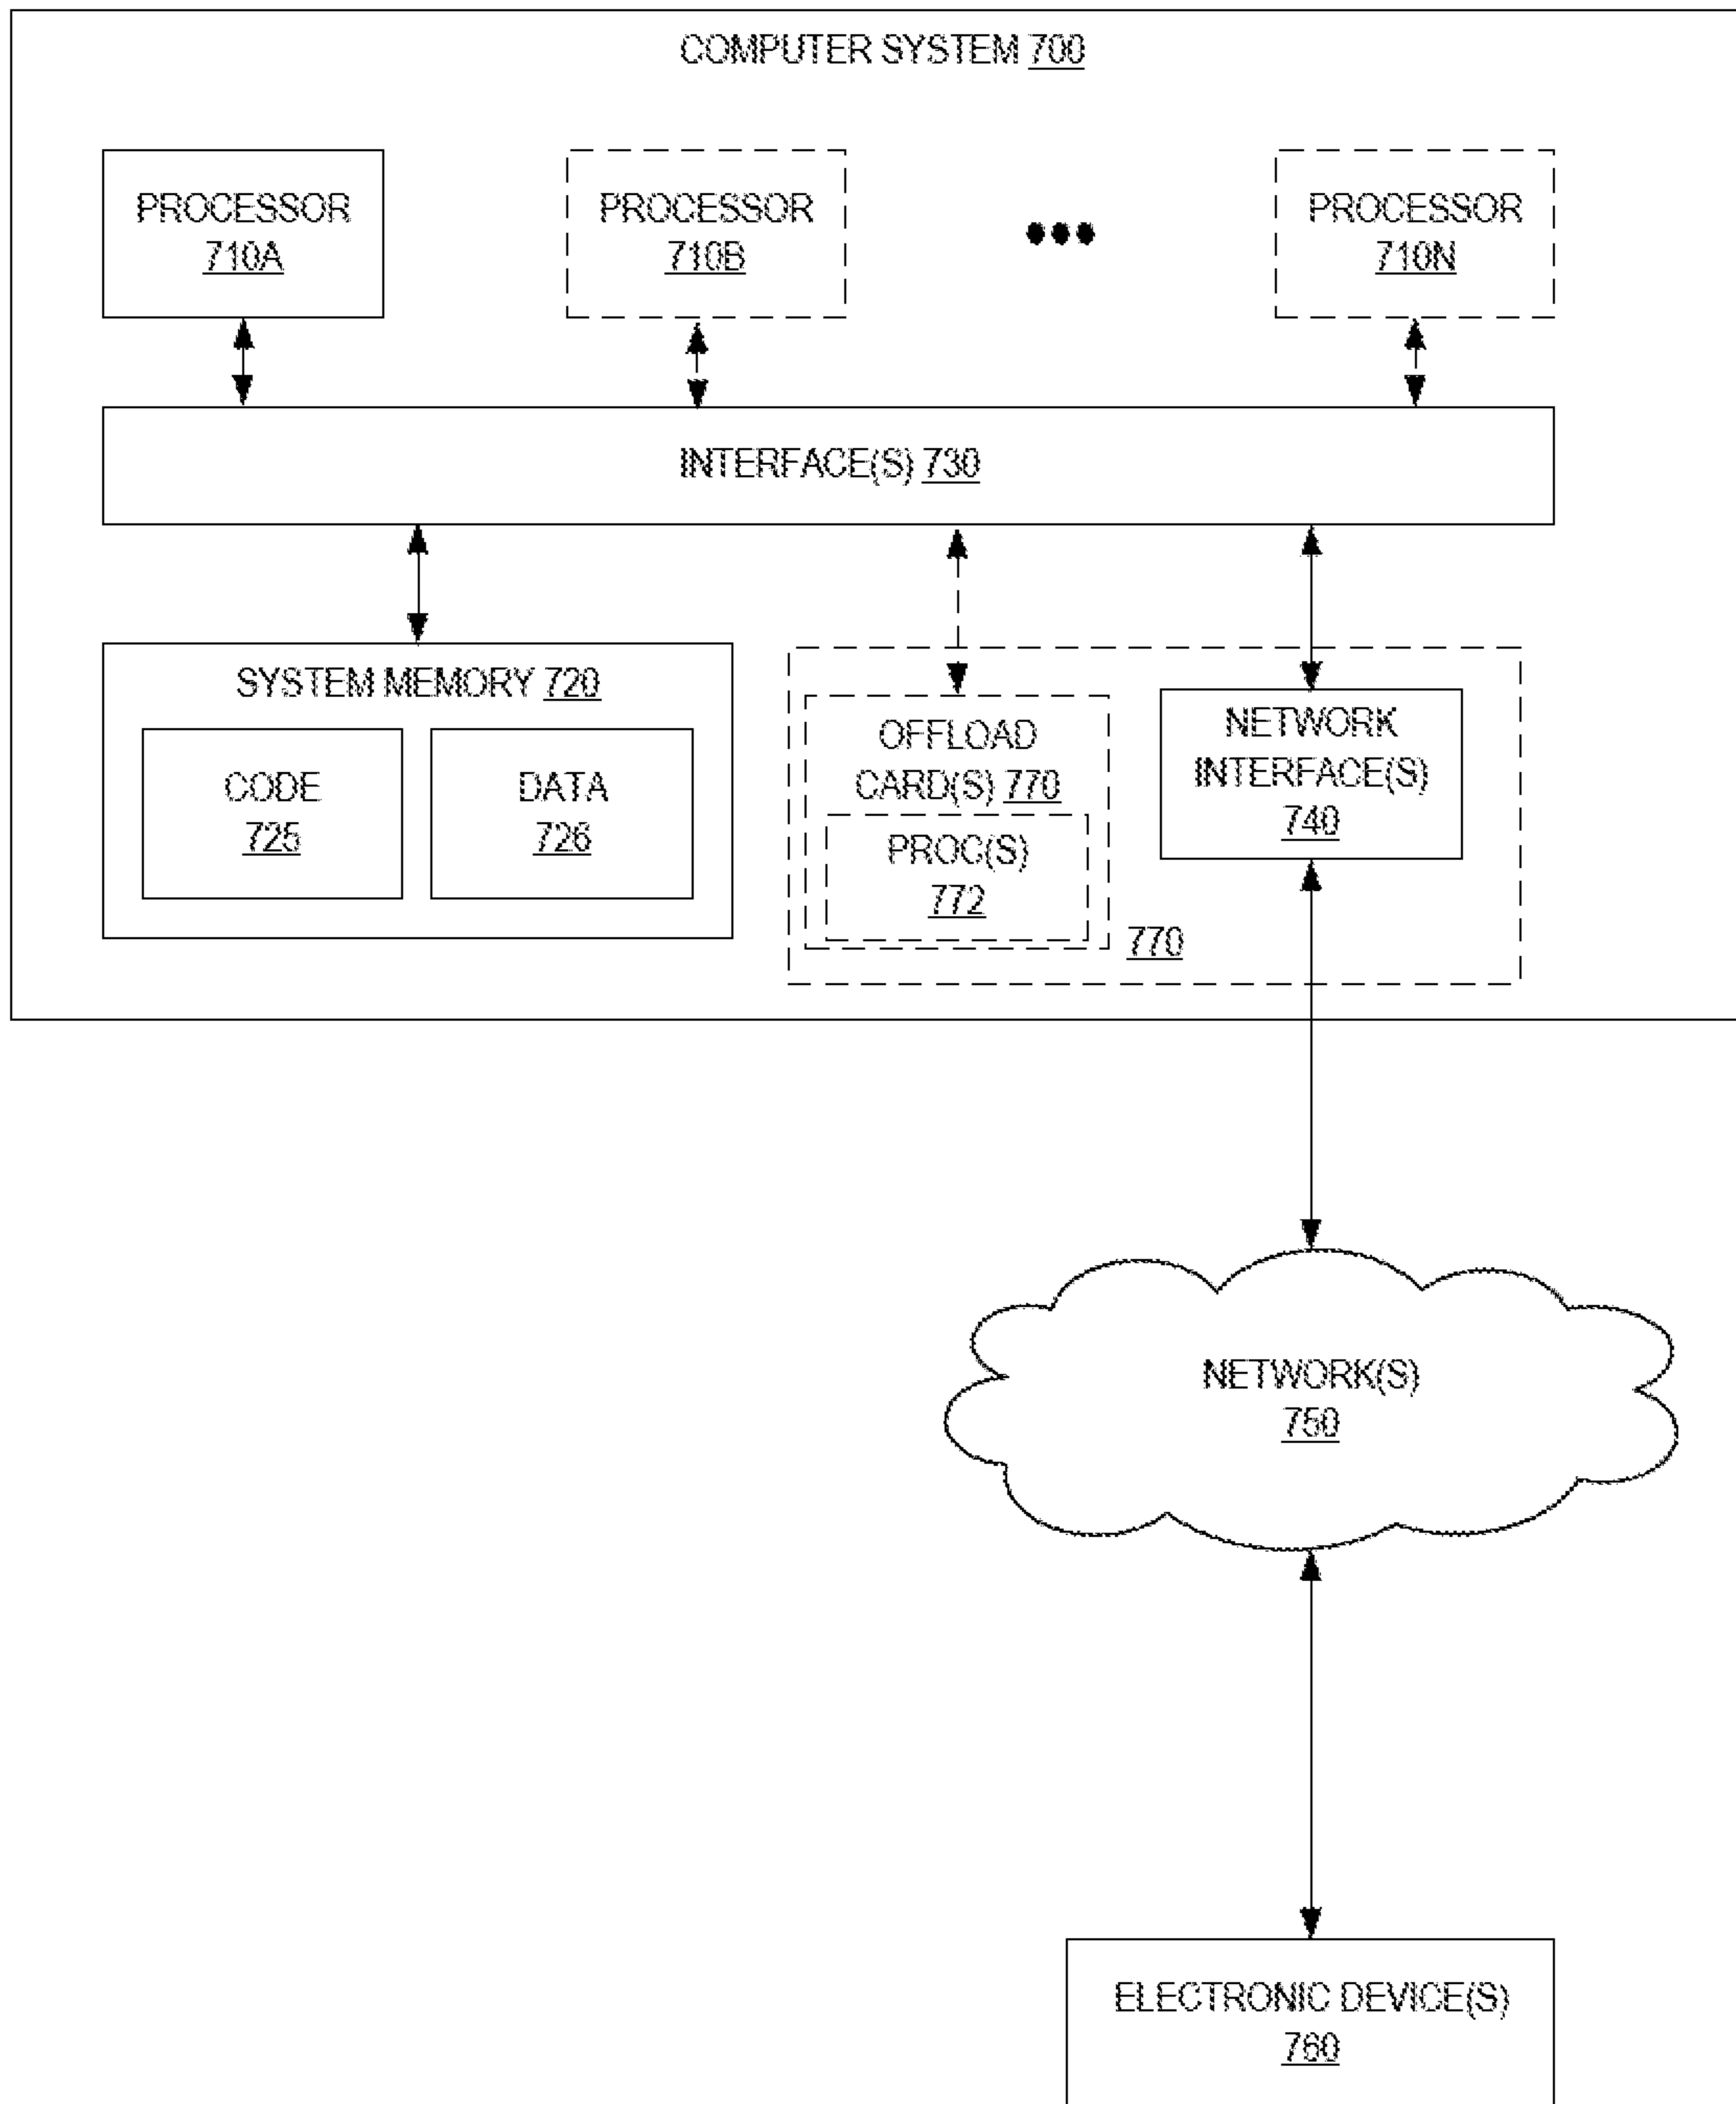 COMPUTER SYSTEM 700
PROCESSOR
710A
PROCESSOR
710B
PROCESSOR
710N
INTERFACE(S) 730
SYSTEM MEMORY 720
CODE
725
DATA
726
OFFLOAD
CARD(S) 770
PROC(S)
772
770
NETWORK
INTERFACE(S)
740
NETWORK(S)
750
ELECTRONIC DEVICE(S)
760